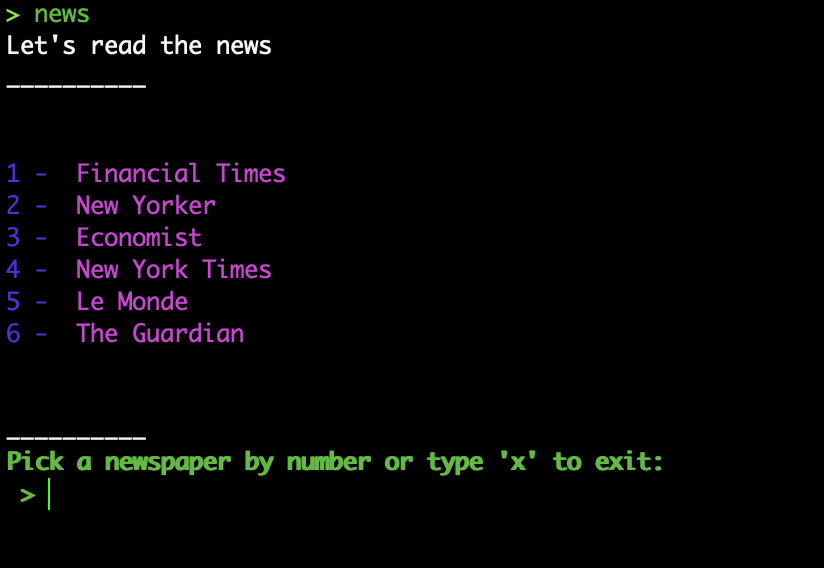 > news
Let's read the news
__________
1 -  Financial Times
2 -  New Yorker
3 -  Economist
4 -  New York Times
5 -  Le Monde
6 -  The Guardian
__________
Pick a newspaper by number or type 'x' to exit:
 >